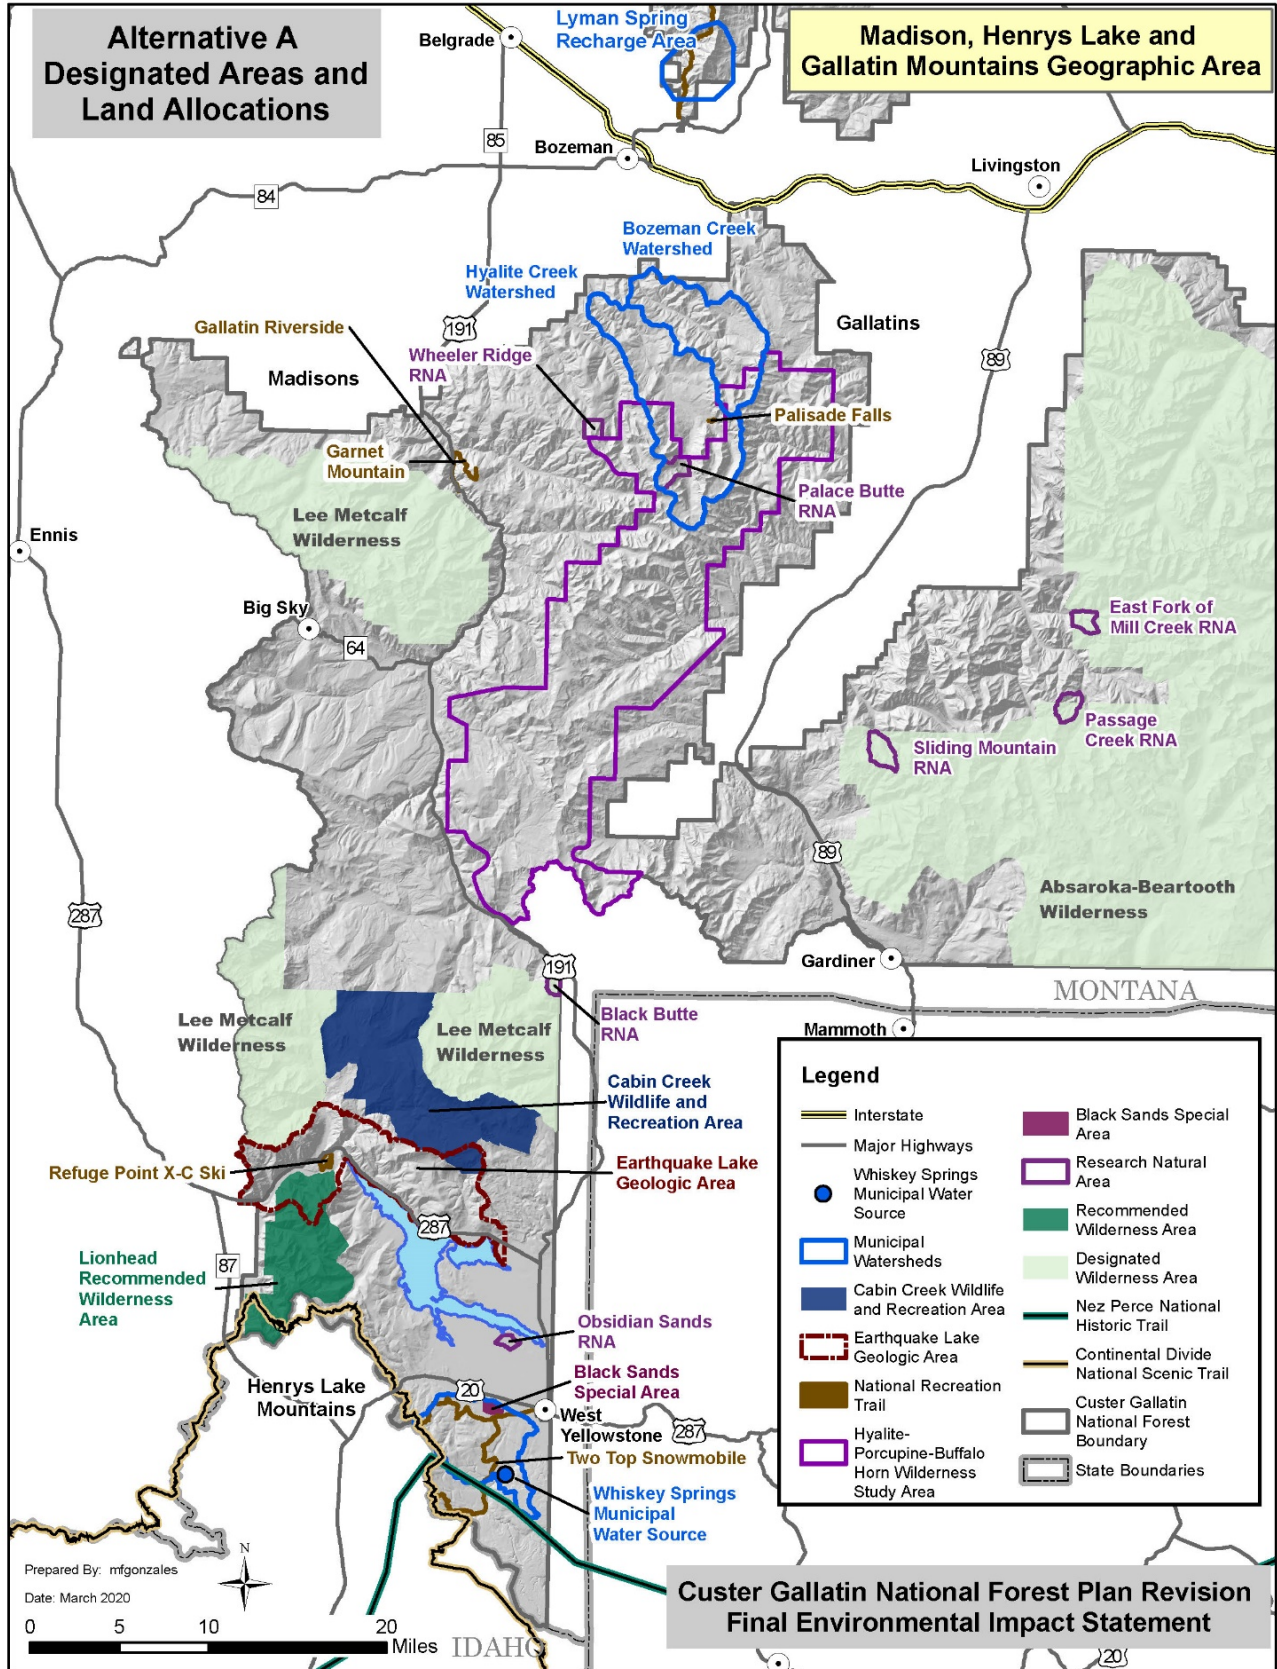 Alternative A
Designated Areas and
Land Allocations
Madison, Henrys Lake and
Gallatin Mountains Geographic Area
Lyman Spring
Recharge Area
Belgrade
85
Bozeman
Livingston
84
Bozeman Creek
Watershed
Hyalite Creek
Watershed
Gallatin Riverside
191
Gallatins
Wheeler Ridge
RNA
89
Madisons
Palisade Falls
Garnet
Mountain
Palace Butte
RNA
Lee Metcalf
Wilderness
Ennis
Big Sky
64
East Fork of
Mill Creek RNA
Passage
Creek RNA
Sliding Mountain
RNA
89
Absaroka-Beartooth
Wilderness
287
Gardiner
191
MONTANA
Black Butte
RNA
Mammoth
Lee Metcalf
Wilderness
Lee Metcalf
Wilderness
Cabin Creek
Wildlife and
Recreation Area
Refuge Point X-C Ski
Earthquake Lake
Geologic Area
287
87
Lionhead
Recommended
Wilderness
Area
Obsidian Sands
RNA
Black Sands
Special Area
Henrys Lake
Mountains
20
West
Yellowstone
287
Two Top Snowmobile
Whiskey Springs
Municipal
Water Source
Legend
Interstate
Major Highways
Whiskey Springs
Municipal Water
Source
Municipal
Watersheds
Cabin Creek Wildlife
and Recreation Area
Earthquake Lake
Geologic Area
National Recreation
Trail
Hyalite-
Porcupine-Buffalo
Horn Wilderness
Study Area
Black Sands Special
Area
Research Natural
Area
Recommended
Wilderness Area
Designated
Wilderness Area
Nez Perce National
Historic Trail
Continental Divide
National Scenic Trail
Custer Gallatin
National Forest
Boundary
State Boundaries
Prepared By: mfgonzales
Date: March 2020
N
0 5 10 20 Miles
IDAHO
Custer Gallatin National Forest Plan Revision
Final Environmental Impact Statement
20